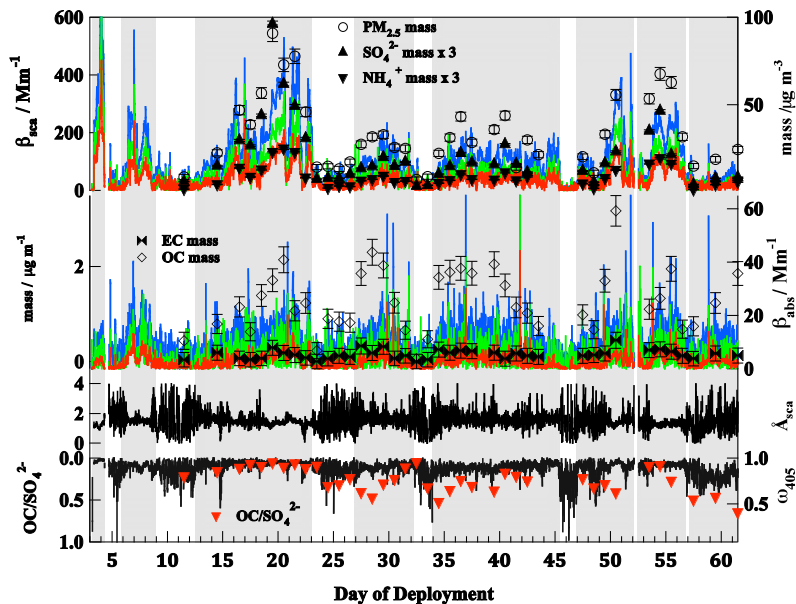 600
400
200
0
β_sca / Mm⁻¹
PM₂.₅ mass
SO₄²⁻ mass x 3
NH₄⁺ mass x 3
100
50
0
mass /µg m⁻³
2
0
mass / µg m⁻¹
EC mass
OC mass
60
40
20
0
β_abs / Mm⁻¹
4
2
0
Å_sca
0.0
0.5
1.0
OC/SO₄²⁻
OC/SO₄²⁻
1.0
0.5
ω₄₀₅
5 10 15 20 25 30 35 40 45 50 55 60
Day of Deployment